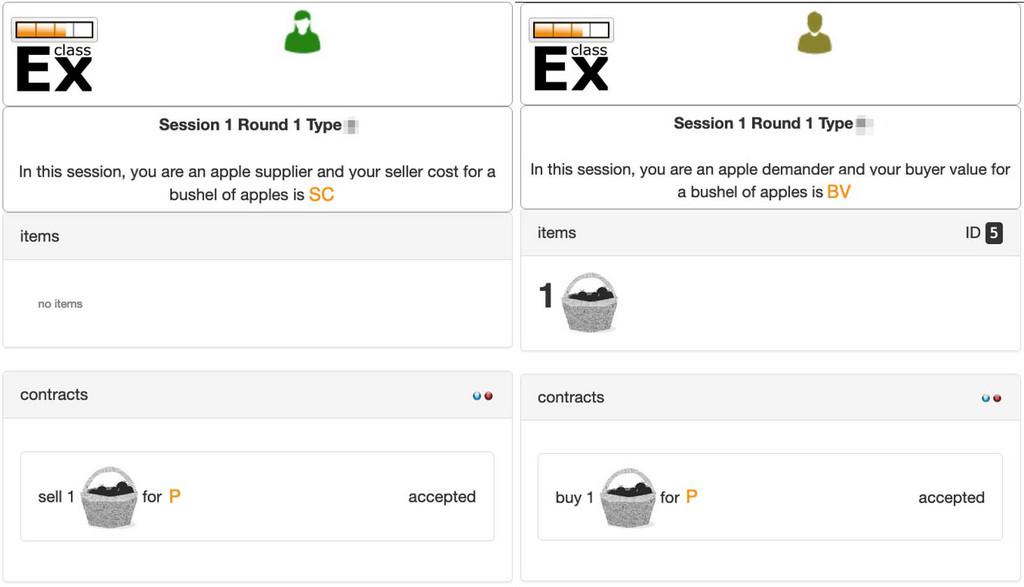 class
Ex
Session 1 Round 1 Type
In this session, you are an apple supplier and your seller cost for a
bushel of apples is SC
items
no items
contracts
sell 1 for P accepted
class
Ex
Session 1 Round 1 Type
In this session, you are an apple demander and your buyer value for
a bushel of apples is BV
items ID 5
1
contracts
buy 1 for P accepted